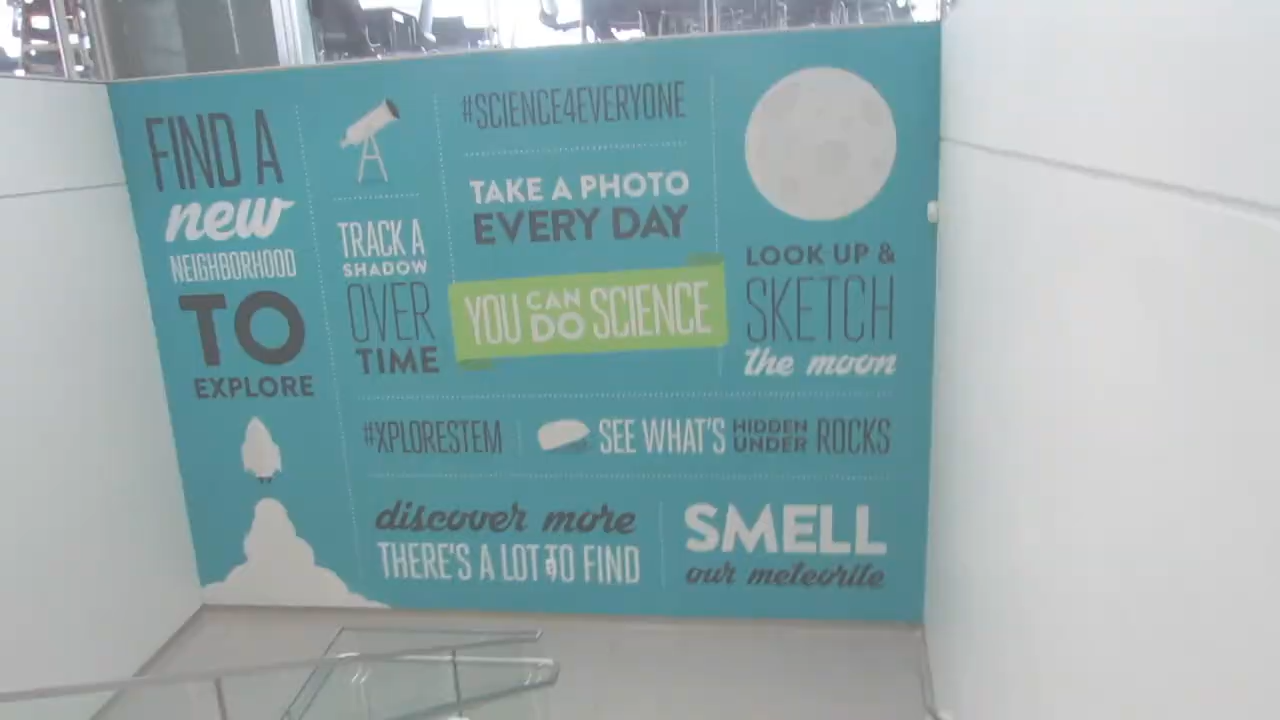 FIND A
new
NEIGHBORHOOD
TO
EXPLORE
TRACK A
SHADOW
OVER
TIME
#SCIENCE4EVERYONE
TAKE A PHOTO
EVERY DAY
YOU CAN DO SCIENCE
LOOK UP &
SKETCH
the moon
#XPLORESTEM
SEE WHAT'S HIDDEN UNDER ROCKS
discover more
THERE'S A LOT TO FIND
SMELL
our meteorite